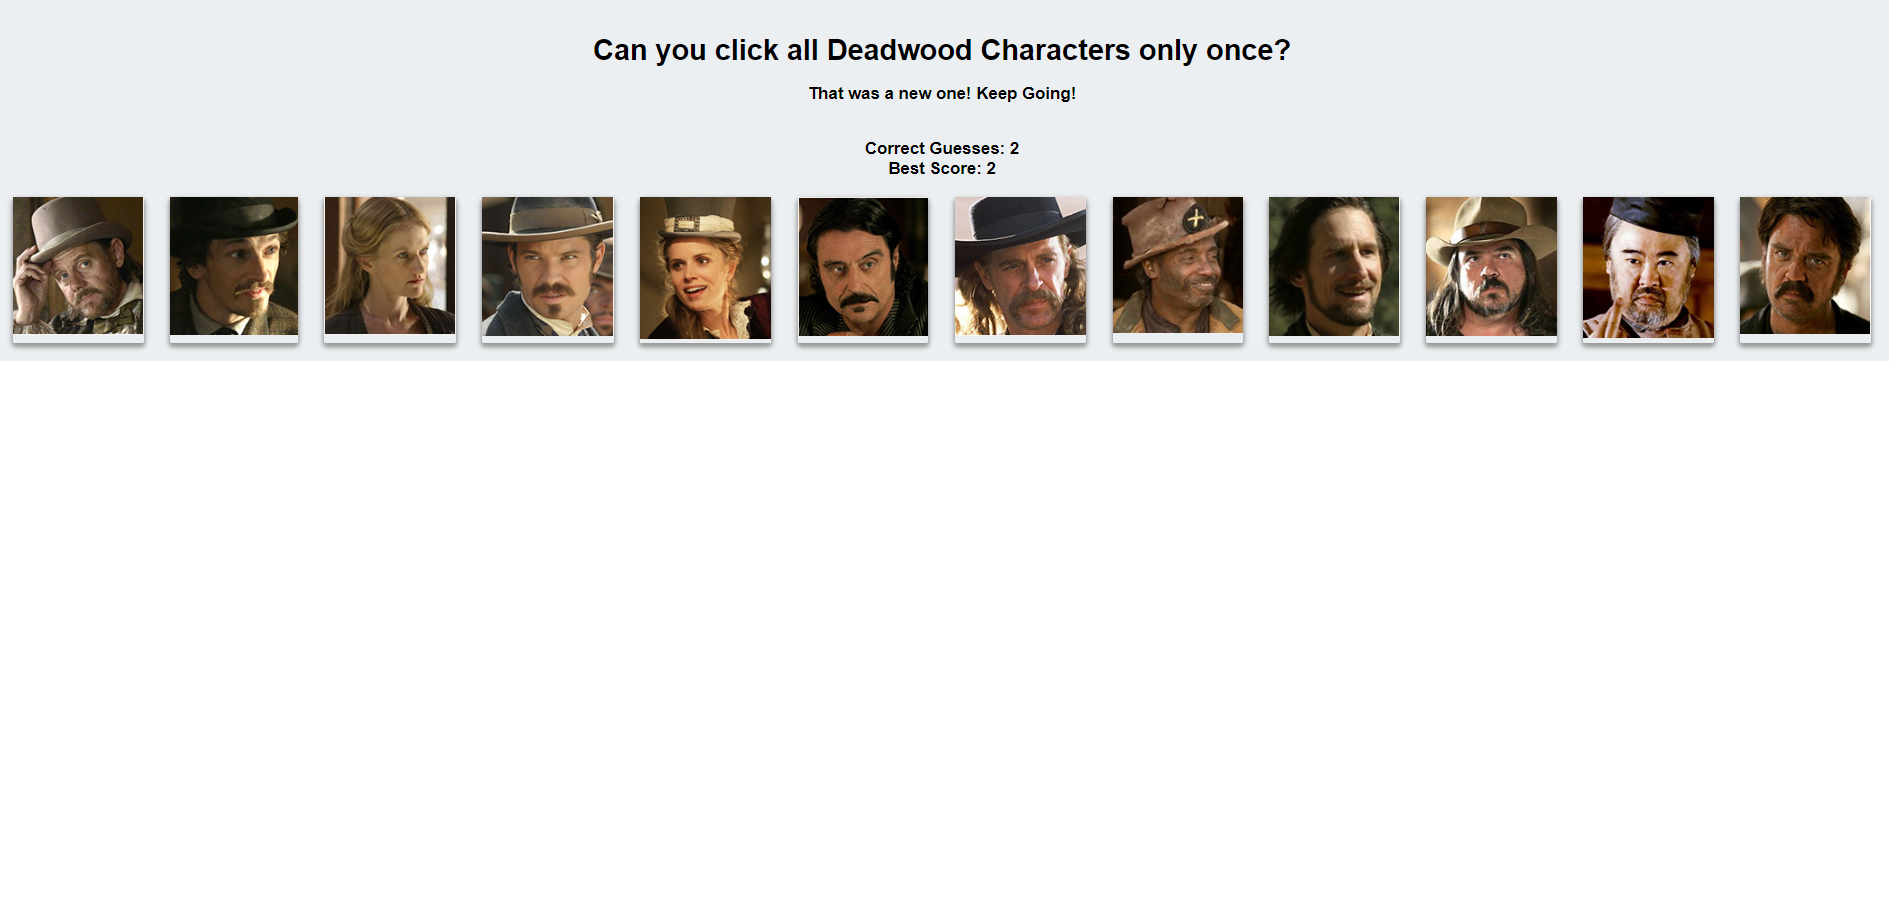 Can you click all Deadwood Characters only once?
That was a new one! Keep Going!
Correct Guesses: 2
Best Score: 2